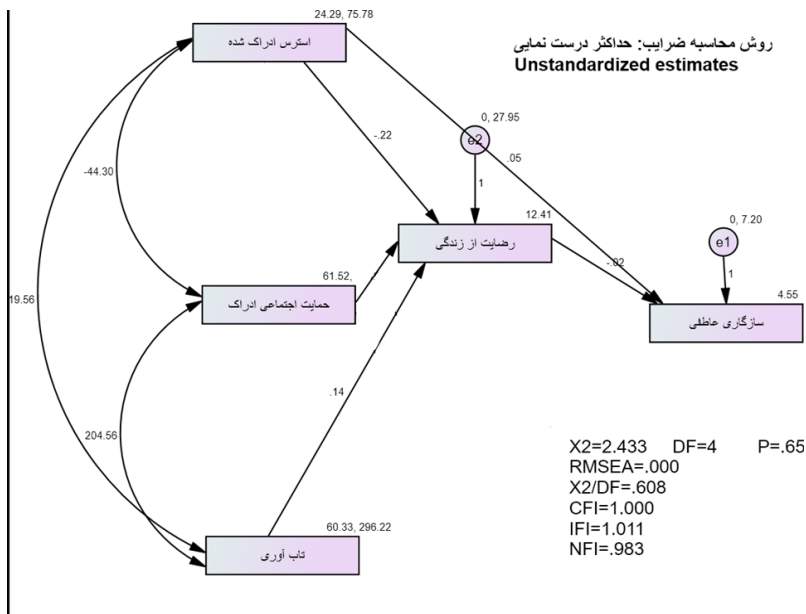 24.29, 75.78
استرس ادراک شده
روش محاسبه ضرایب: حداکثر درست نمایی
Unstandardized estimates
0, 27.95
e2
-.22
.05
1
-44.30
12.41
رضایت از زندگی
0, 7.20
e1
1
-.02
61.52,
حمایت اجتماعی ادراک
4.55
سازگاری عاطفی
19.56
.14
204.56
60.33, 296.22
تاب آوری
X2=2.433 DF=4 P=.65
RMSEA=.000
X2/DF=.608
CFI=1.000
IFI=1.011
NFI=.983